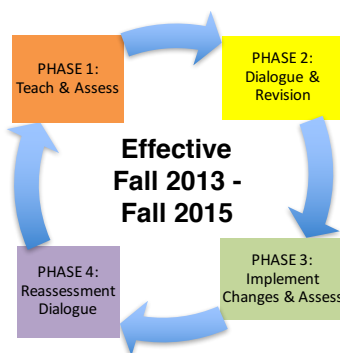 PHASE 1:
Teach & Assess
PHASE 2:
Dialogue &
Revision
Effective
Fall 2013 -
Fall 2015
PHASE 3:
Implement
Changes & Assess
PHASE 4:
Reassessment
Dialogue